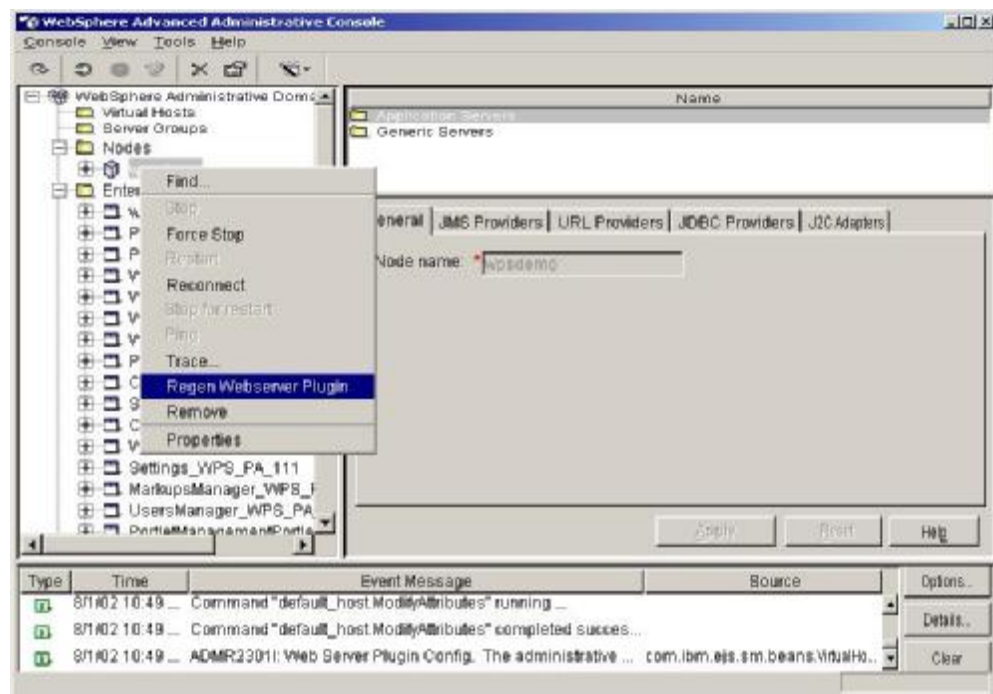 WebSphere Advanced Administrative Console
Console View Tools Help
WebSphere Administrative Doma
Virtual Hosts
Server Groups
Nodes
Enter
Name
Application Servers
Generic Servers
Find...
Stop
Force Stop
Restart
Reconnect
Stop for restart
Ping
Trace...
Regen Webserver Plugin
Remove
Properties
W
P
P
V
V
V
V
P
C
S
C
V
Settings_WPS_PA_111
MarkupsManager_WPS_F
UsersManager_WPS_PA
PortletManagementPortle
eneral JMS Providers URL Providers JDBC Providers J2C Adapters
Node name: *wpsdemo
Apply Reset Help
Type Time Event Message Source
8/1/02 10:49 ... Command "default_host.ModifyAttributes" running ...
8/1/02 10:49 ... Command "default_host.ModifyAttributes" completed succes...
8/1/02 10:49 ... ADMR2301I: Web Server Plugin Config. The administrative ... com.ibm.ejs.sm.beans.VirtualHo...
Options...
Details...
Clear